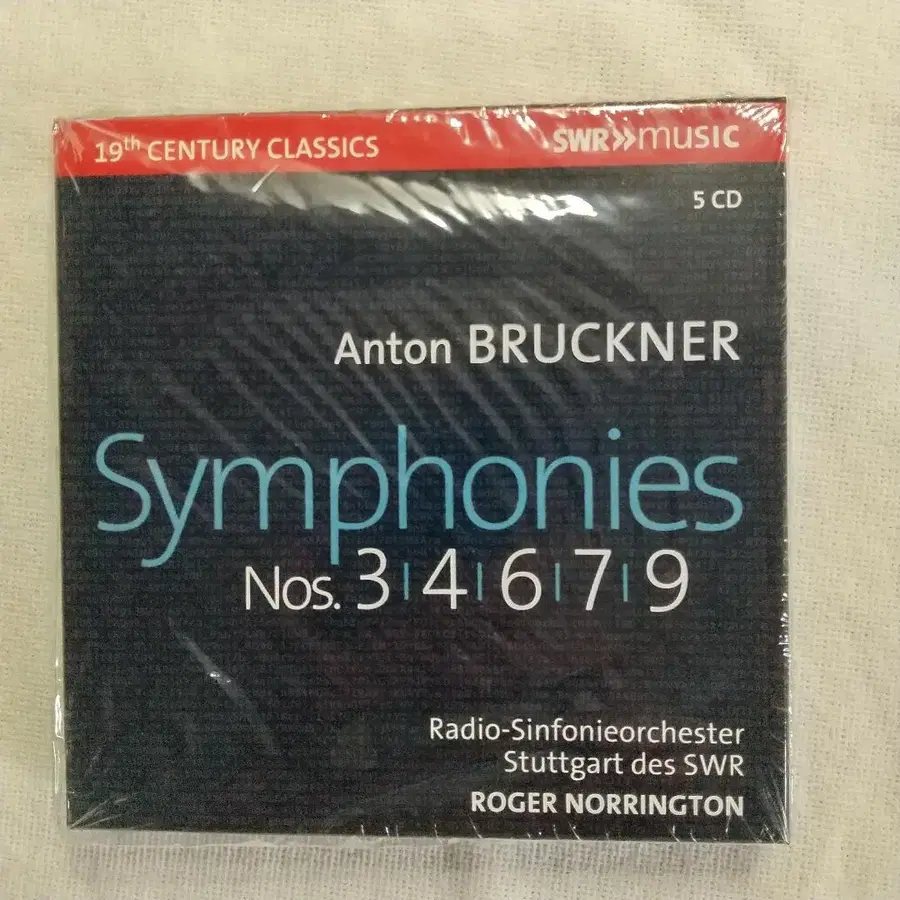 19th CENTURY CLASSICS
SWR»music
5 CD
Anton BRUCKNER
Symphonies
Nos. 3|4|6|7|9
Radio-Sinfonieorchester
Stuttgart des SWR
ROGER NORRINGTON